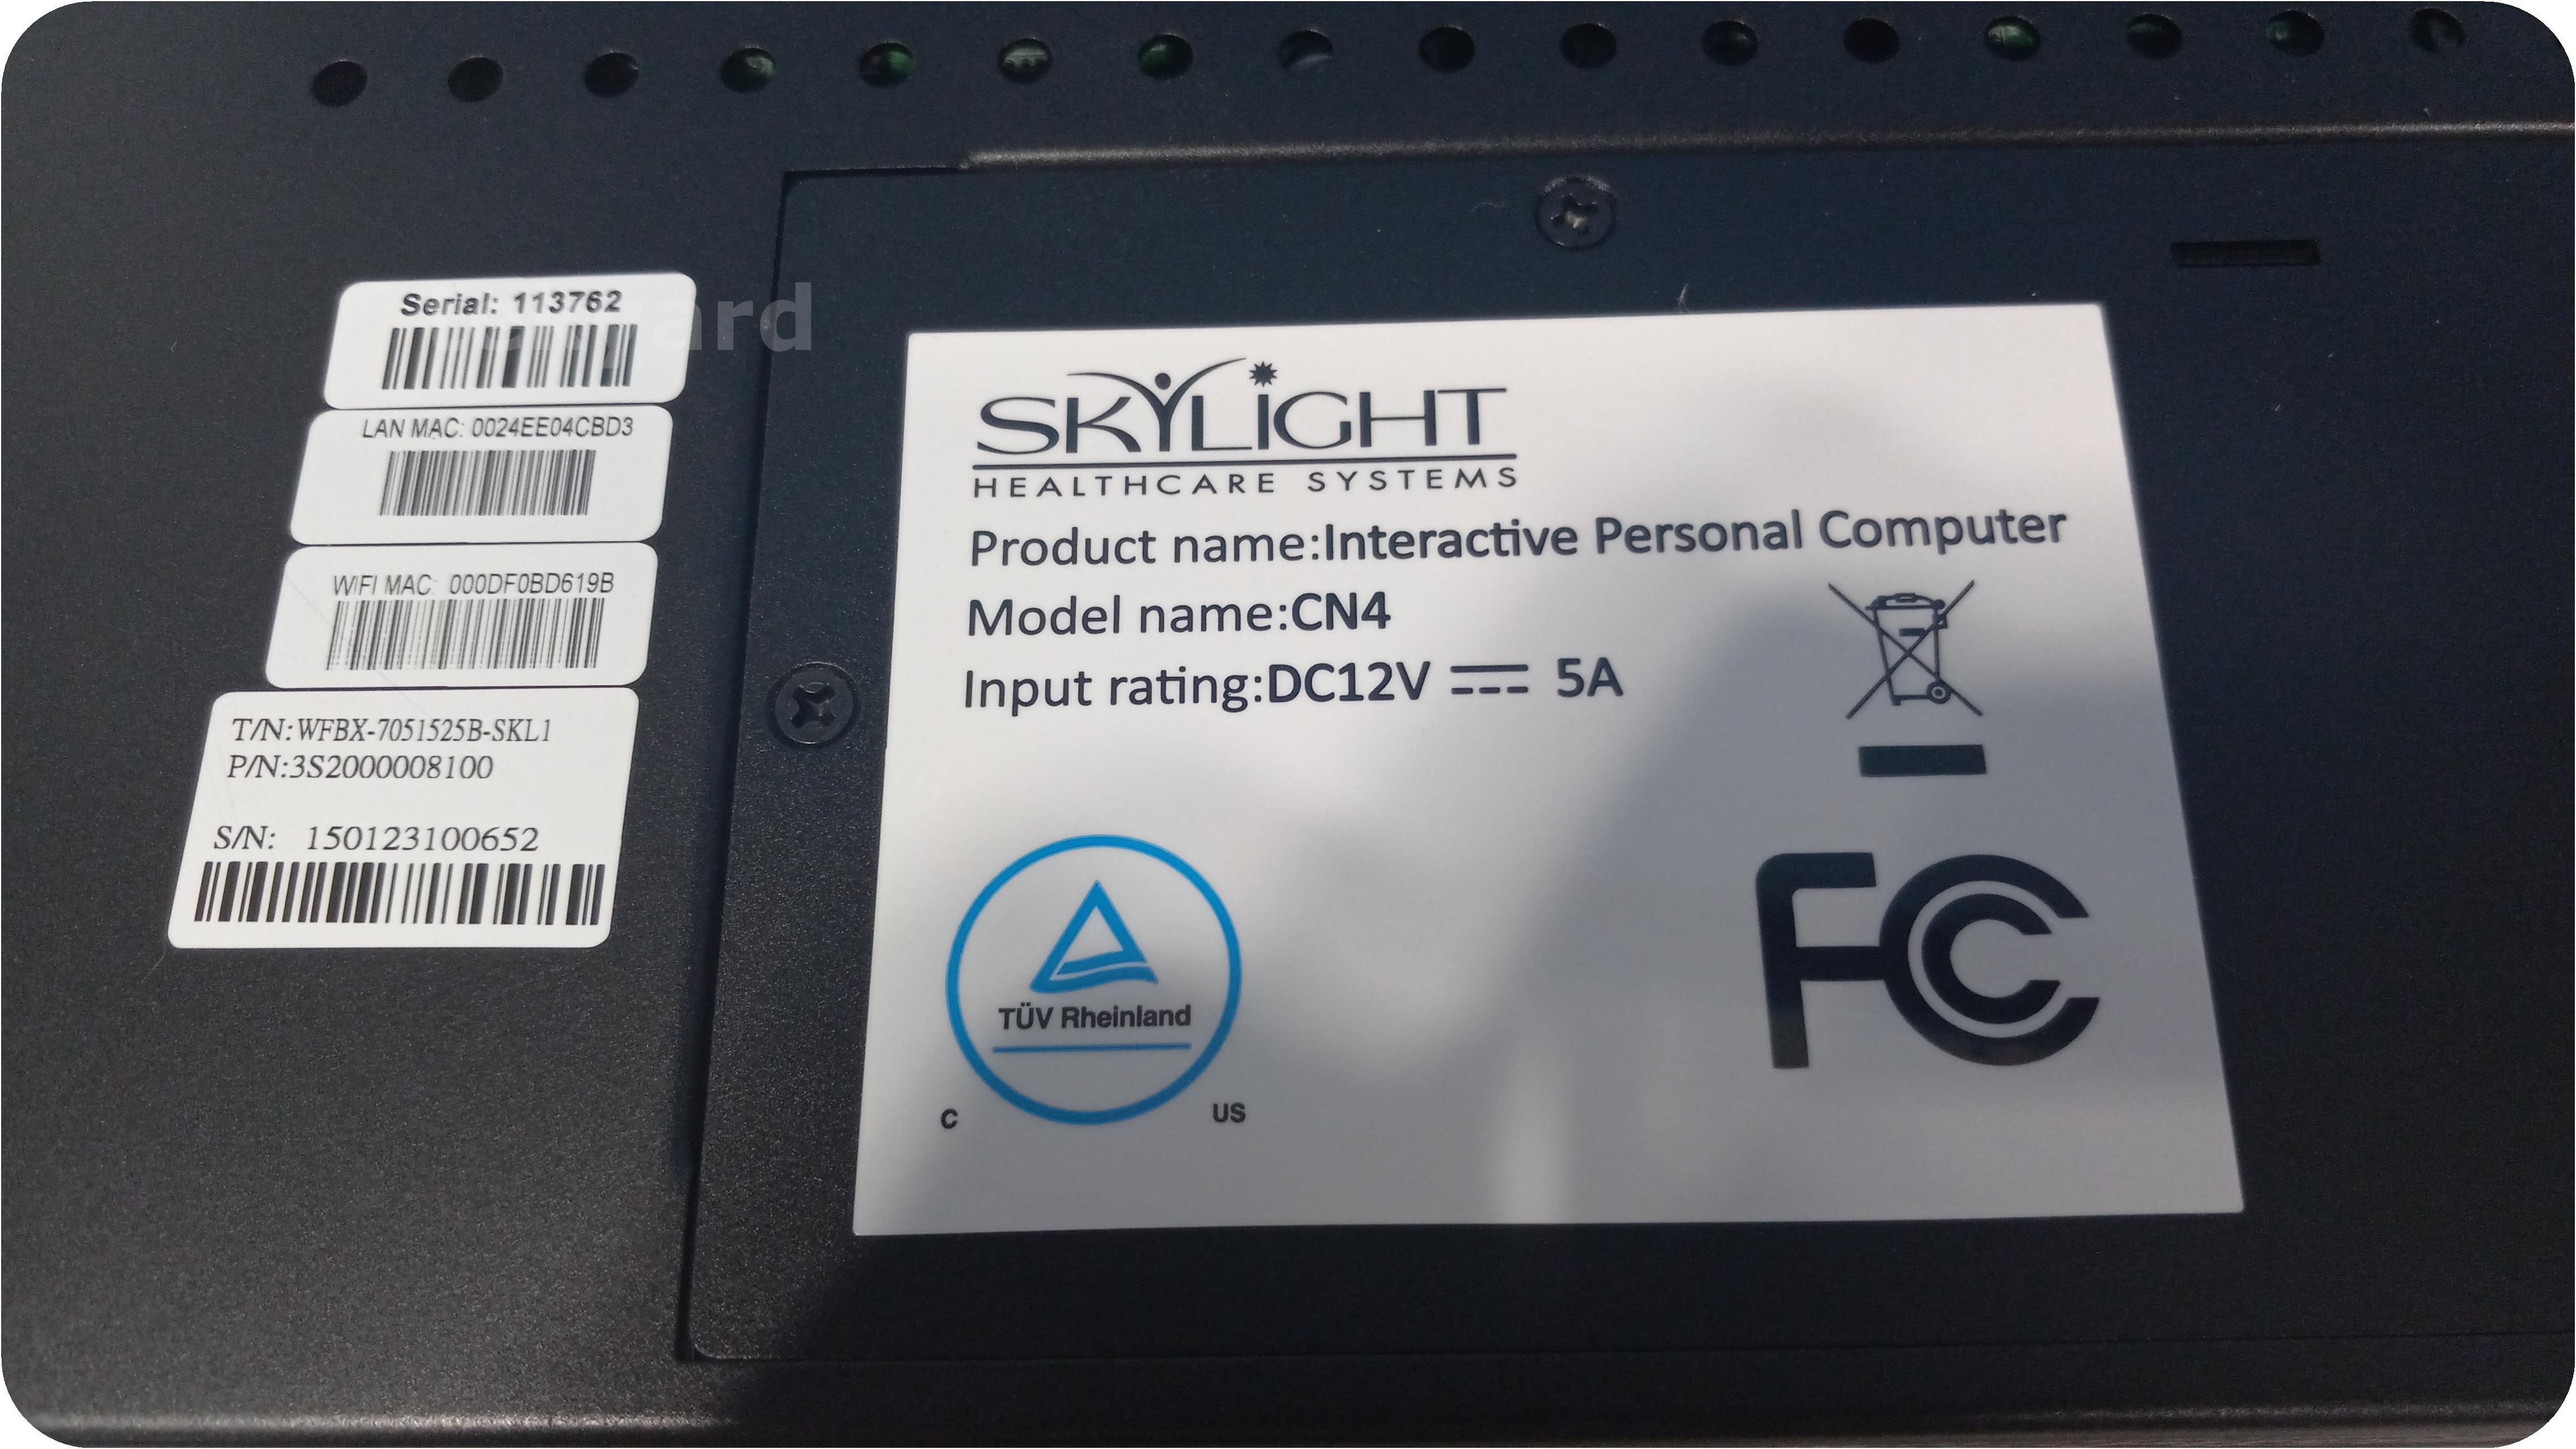 Serial: 113762
LAN MAC: 0024EE04CBD3
WIFI MAC: 000DF0BD619B
T/N:WFBX-7051525B-SKL1
P/N:3S2000008100
S/N: 150123100652
SKYLIGHT
HEALTHCARE SYSTEMS
Product name:Interactive Personal Computer
Model name:CN4
Input rating:DC12V 5A
TÜV Rheinland
C US
FC